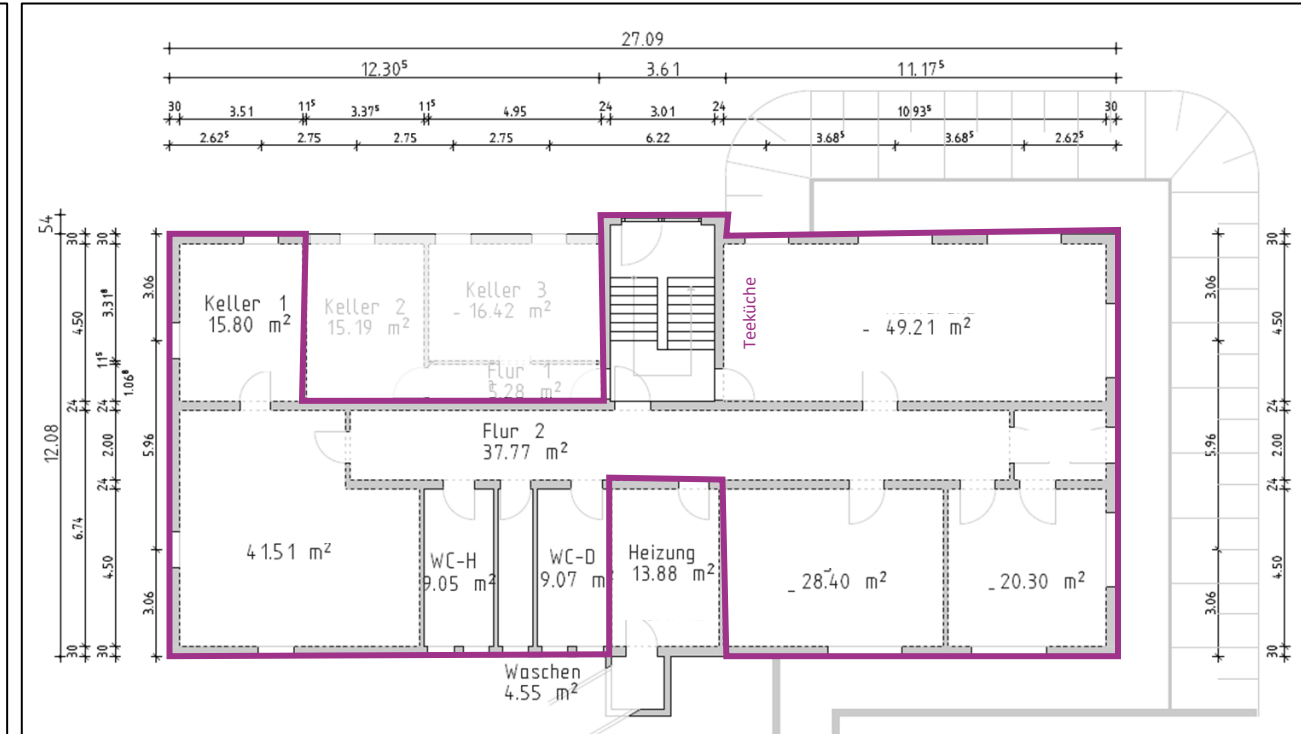 27.09
12.30⁵ 3.61 11.17⁵
30 3.51 11⁵ 3.37⁵ 11⁵ 4.95 24 3.01 24 10.93⁵ 30
2.62⁵ 2.75 2.75 2.75 6.22 3.68⁵ 3.68⁵ 2.62⁵
54
30 30 30
3.06 3.06
4.50 3.31⁸ 4.50
11⁵
1.06⁸
24 24 24
12.08
2.00 5.96 5.96 2.00
24 24
6.74 4.50 4.50
3.06 3.06
30 30 30
Keller 1
15.80 m²
Keller 2
15.19 m²
Keller 3
- 16.42 m²
Flur 1
5.28 m²
Teeküche
- 49.21 m²
Flur 2
37.77 m²
41.51 m²
WC-H
9.05 m²
WC-D
9.07 m
Heizung
13.88 m²
- 28.40 m²
- 20.30 m²
Waschen
4.55 m²